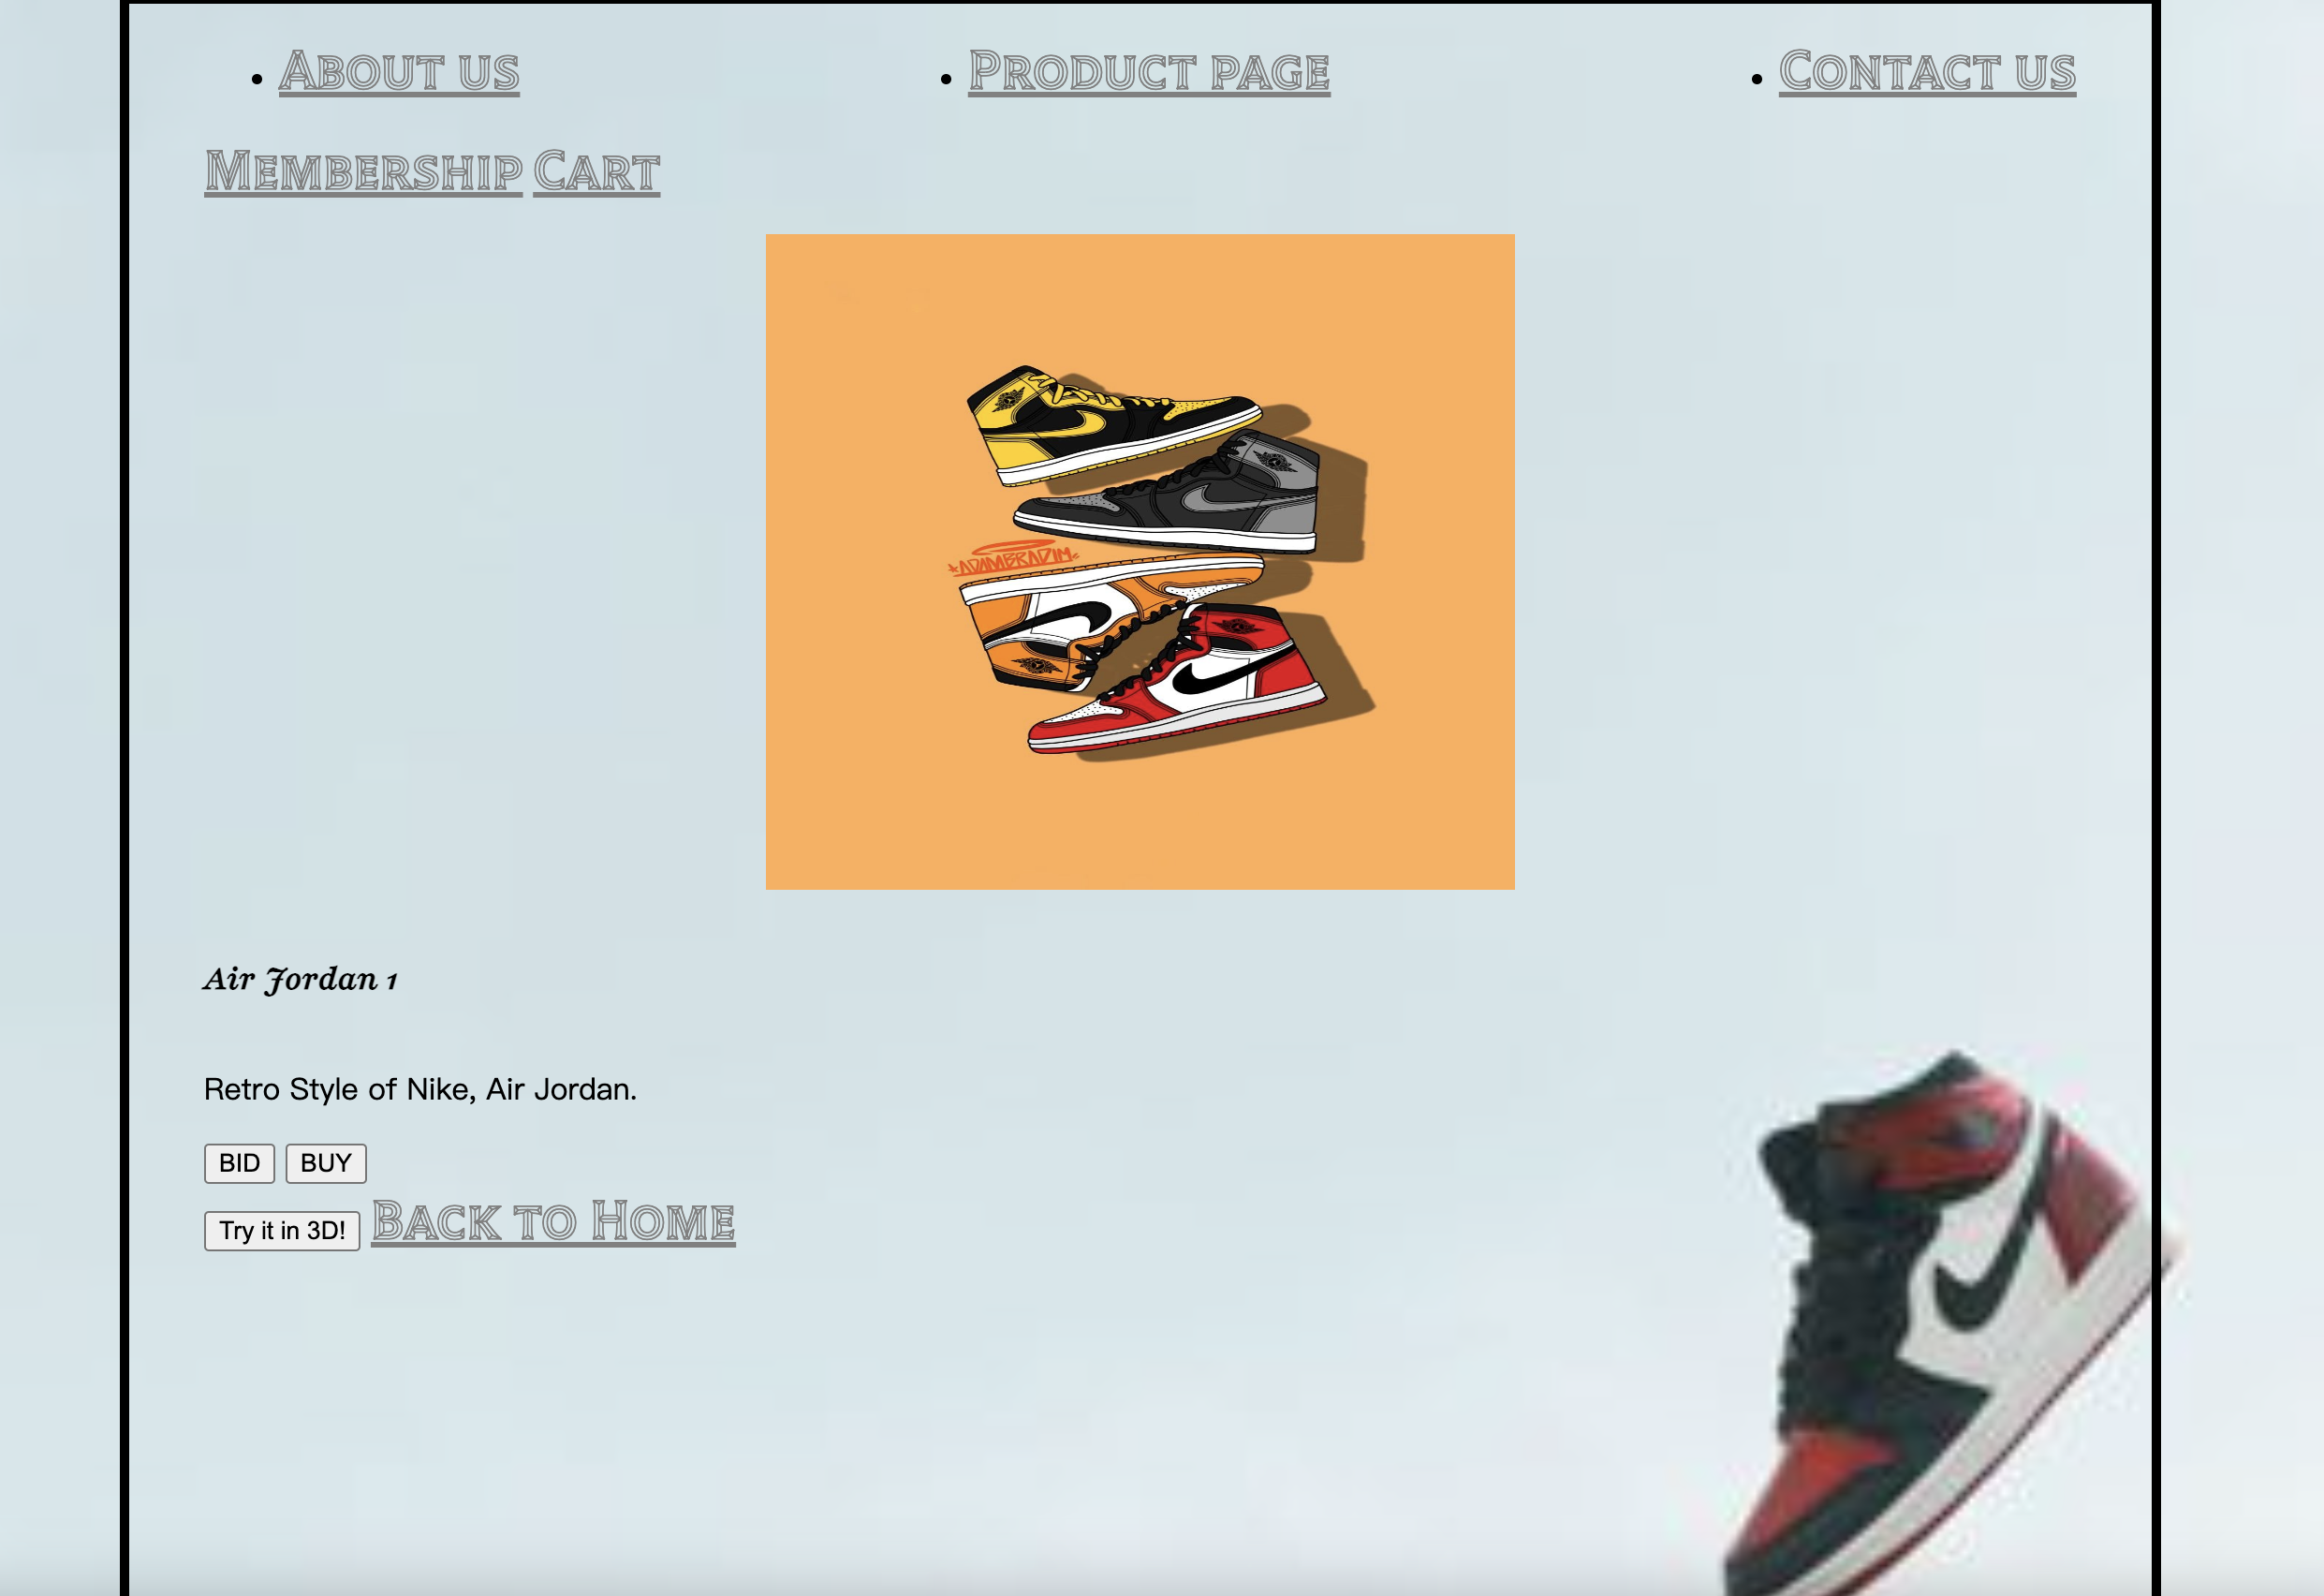 About us
Product page
Contact us
Membership Cart
ADAMBRADIM
Air Jordan 1
Retro Style of Nike, Air Jordan.
BID BUY
Try it in 3D! Back to Home